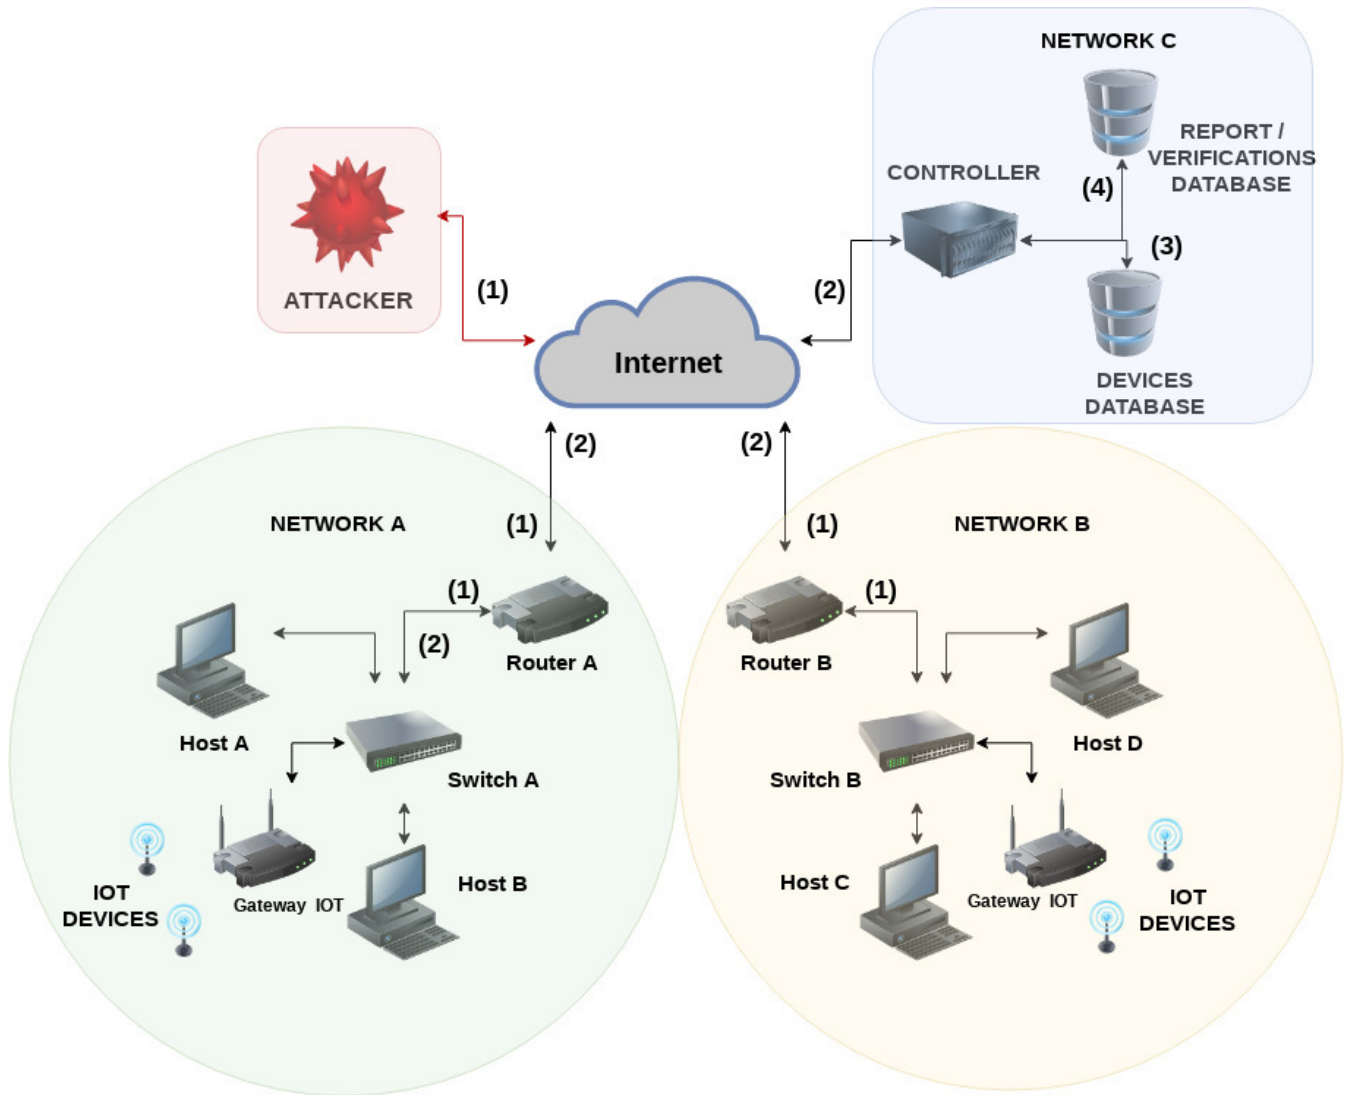 NETWORK C
REPORT /
VERIFICATIONS
DATABASE
CONTROLLER
(4)
(3)
DEVICES
DATABASE
(2)
ATTACKER
(1)
Internet
(2)
(2)
NETWORK A
(1)
(1)
(2)
Router A
Host A
Switch A
Host B
Gateway IOT
IOT
DEVICES
NETWORK B
(1)
(1)
Router B
Host D
Switch B
Host C
Gateway IOT
IOT
DEVICES